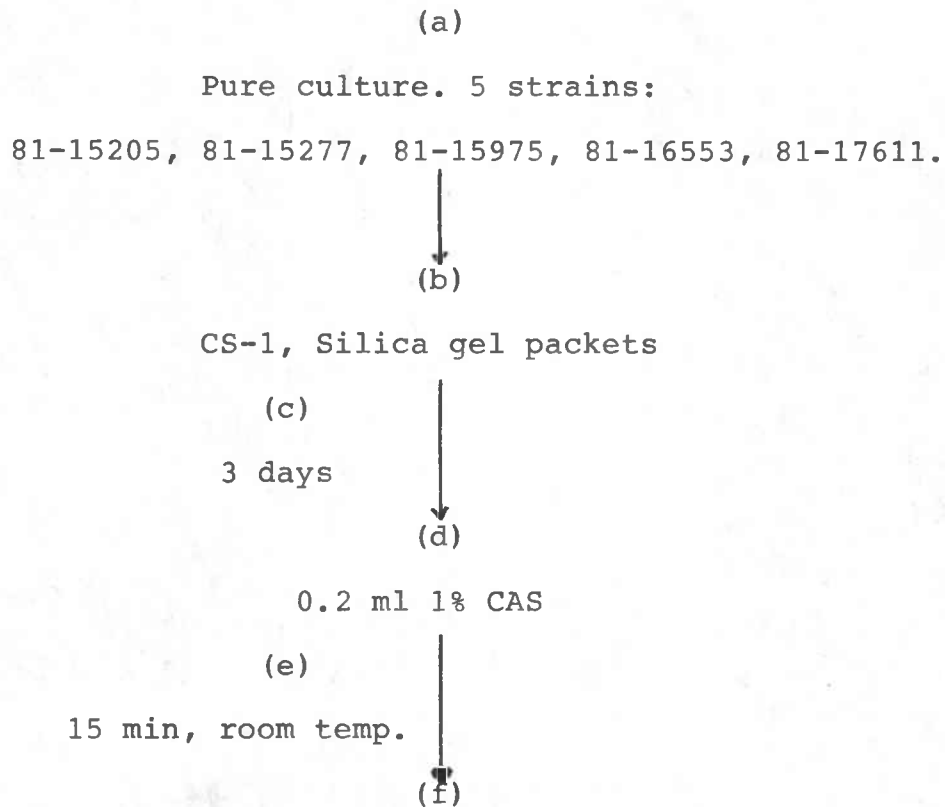 (a)
Pure culture. 5 strains:
81-15205, 81-15277, 81-15975, 81-16553, 81-17611.
(b)
CS-1, Silica gel packets
(c)
3 days
(d)
0.2 ml 1% CAS
(e)
15 min, room temp.
(f)